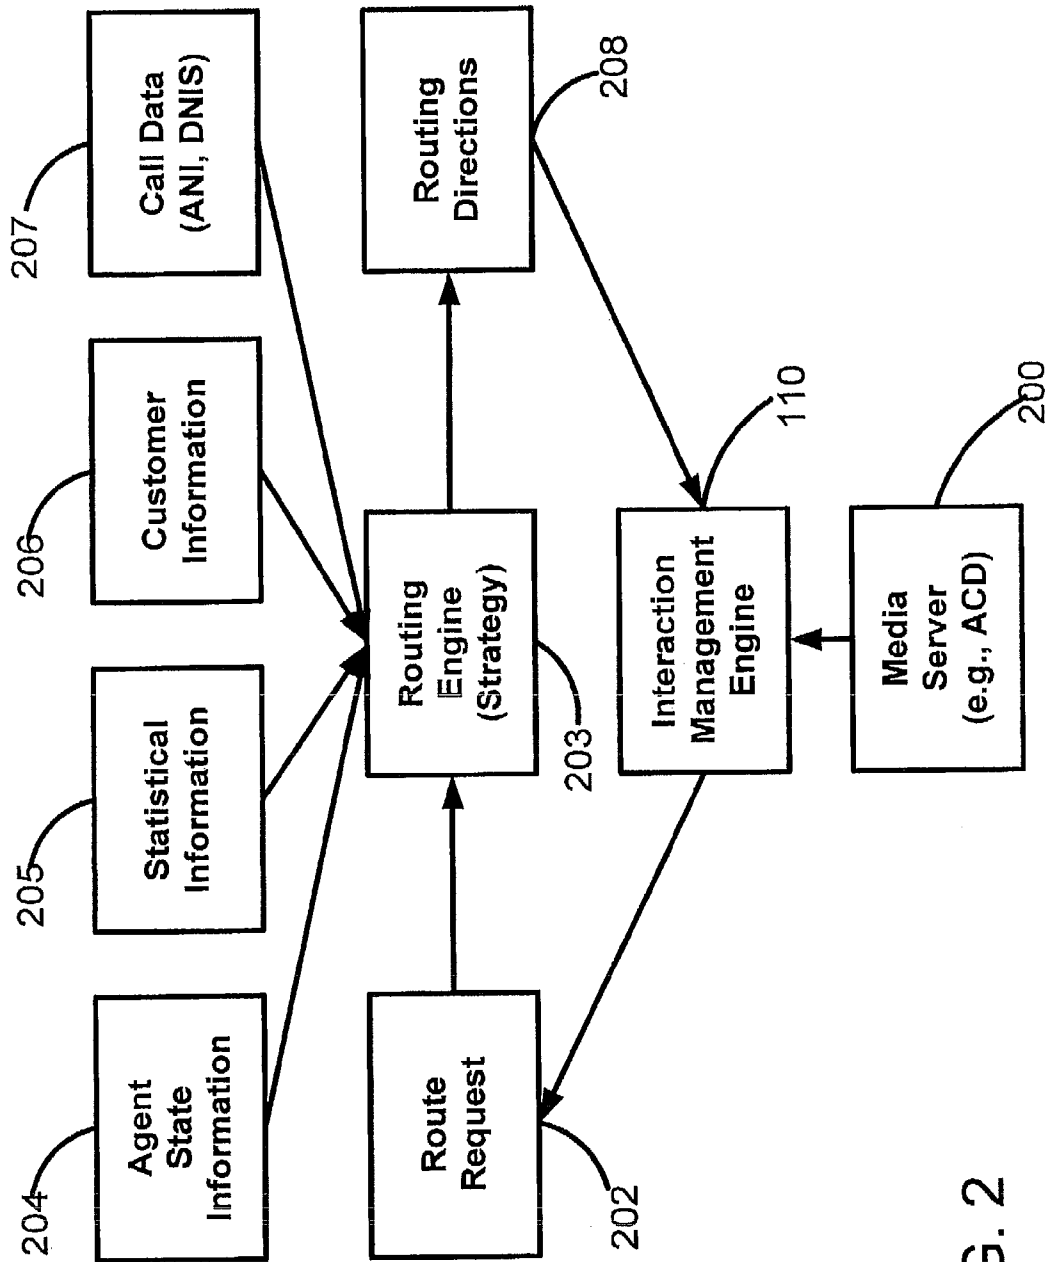 204
Agent
State
Information
205
Statistical
Information
206
Customer
Information
207
Call Data
(ANI, DNIS)
202
Route
Request
203
Routing
Engine
(Strategy)
208
Routing
Directions
110
Interaction
Management
Engine
200
Media
Server
(e.g., ACD)
G. 2